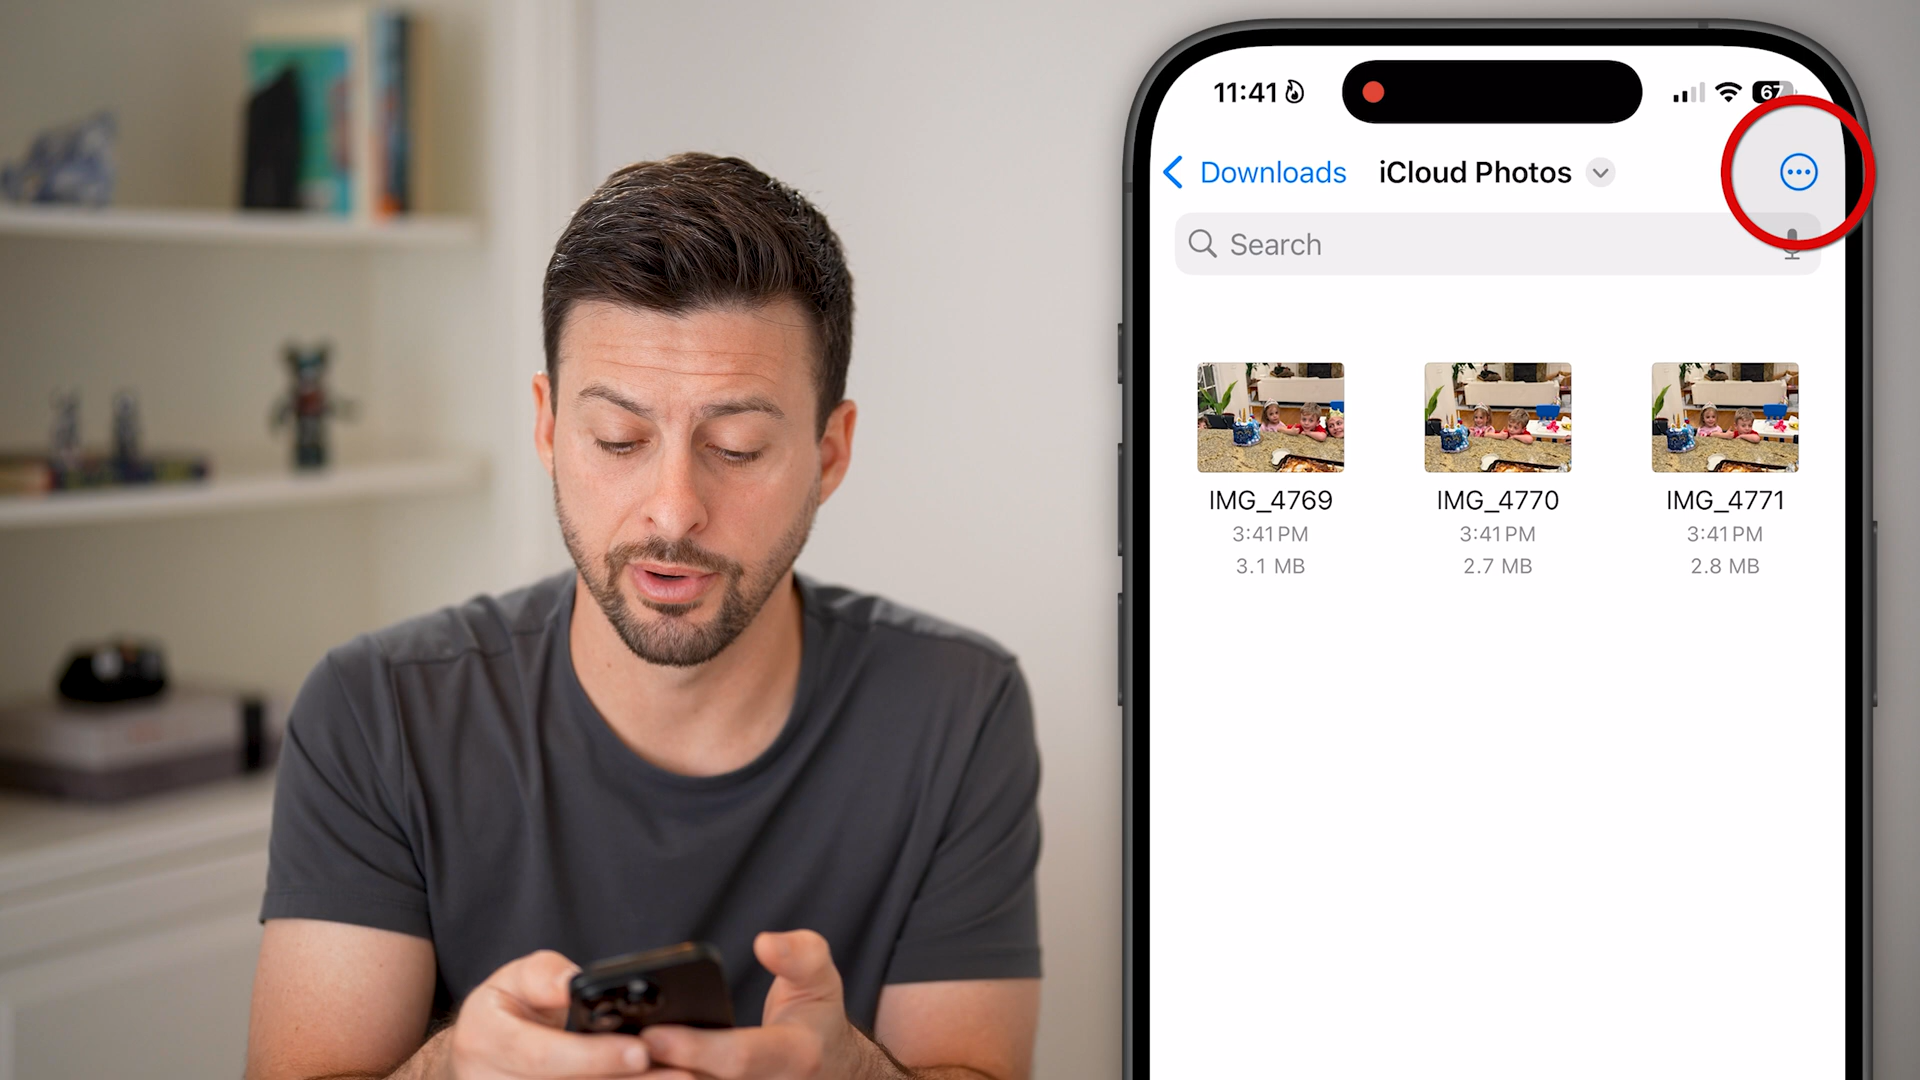 11:41 67
Downloads iCloud Photos
Search
IMG_4769 IMG_4770 IMG_4771
3:41 PM 3:41 PM 3:41 PM
3.1 MB 2.7 MB 2.8 MB